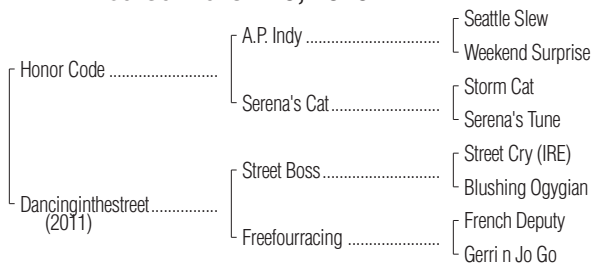 Seattle Slew
A.P. Indy
Weekend Surprise
Honor Code
Storm Cat
Serena's Cat
Serena's Tune
Street Cry (IRE)
Street Boss
Blushing Ogygian
Dancinginthestreet
(2011)
French Deputy
Freefourracing
Gerri n Jo Go